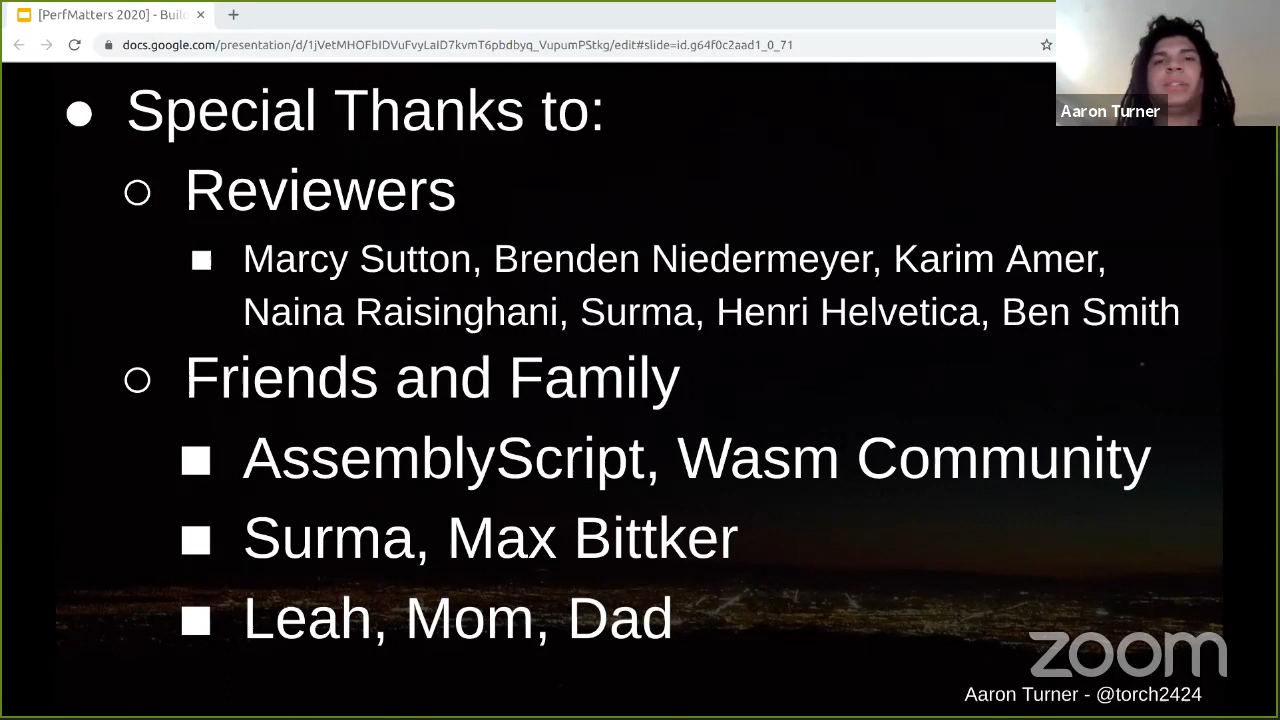 [PerfMatters 2020] - Buil
docs.google.com/presentation/d/1jVetMHOFbIDVuFvyLaID7kvmT6pbdbyq_VupumPStkg/edit#slide=id.g64f0c2aad1_0_71
Aaron Turner
Special Thanks to:
Reviewers
Marcy Sutton, Brenden Niedermeyer, Karim Amer,
Naina Raisinghani, Surma, Henri Helvetica, Ben Smith
Friends and Family
AssemblyScript, Wasm Community
Surma, Max Bittker
Leah, Mom, Dad
zoom
Aaron Turner - @torch2424